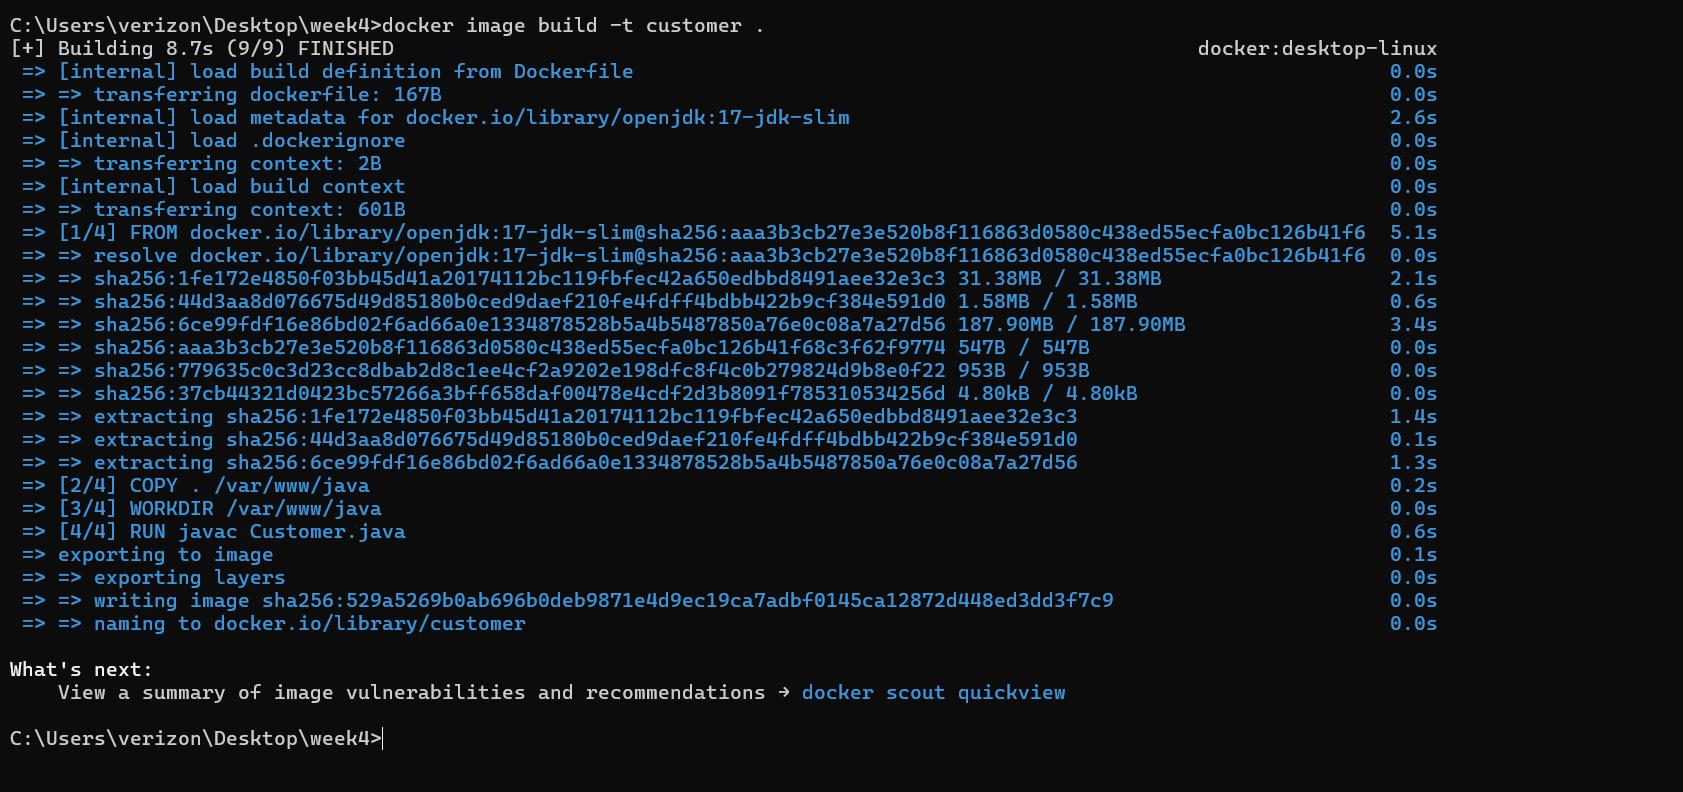 C:\Users\verizon\Desktop\week4>docker image build -t customer .
[+] Building 8.7s (9/9) FINISHED docker:desktop-linux
=> [internal] load build definition from Dockerfile 0.0s
=> => transferring dockerfile: 167B 0.0s
=> [internal] load metadata for docker.io/library/openjdk:17-jdk-slim 2.6s
=> [internal] load .dockerignore 0.0s
=> => transferring context: 2B 0.0s
=> [internal] load build context 0.0s
=> => transferring context: 601B 0.0s
=> [1/4] FROM docker.io/library/openjdk:17-jdk-slim@sha256:aaa3b3cb27e3e520b8f116863d0580c438ed55ecfa0bc126b41f6 5.1s
=> => resolve docker.io/library/openjdk:17-jdk-slim@sha256:aaa3b3cb27e3e520b8f116863d0580c438ed55ecfa0bc126b41f6 0.0s
=> => sha256:1fe172e4850f03bb45d41a20174112bc119fbfec42a650edbbd8491aee32e3c3 31.38MB / 31.38MB 2.1s
=> => sha256:44d3aa8d076675d49d85180b0ced9daef210fe4fdff4bdbb422b9cf384e591d0 1.58MB / 1.58MB 0.6s
=> => sha256:6ce99fdf16e86bd02f6ad66a0e1334878528b5a4b5487850a76e0c08a7a27d56 187.90MB / 187.90MB 3.4s
=> => sha256:aaa3b3cb27e3e520b8f116863d0580c438ed55ecfa0bc126b41f68c3f62f9774 547B / 547B 0.0s
=> => sha256:779635c0c3d23cc8dbab2d8c1ee4cf2a9202e198dfc8f4c0b279824d9b8e0f22 953B / 953B 0.0s
=> => sha256:37cb44321d0423bc57266a3bff658daf00478e4cdf2d3b8091f785310534256d 4.80kB / 4.80kB 0.0s
=> => extracting sha256:1fe172e4850f03bb45d41a20174112bc119fbfec42a650edbbd8491aee32e3c3 1.4s
=> => extracting sha256:44d3aa8d076675d49d85180b0ced9daef210fe4fdff4bdbb422b9cf384e591d0 0.1s
=> => extracting sha256:6ce99fdf16e86bd02f6ad66a0e1334878528b5a4b5487850a76e0c08a7a27d56 1.3s
=> [2/4] COPY . /var/www/java 0.2s
=> [3/4] WORKDIR /var/www/java 0.0s
=> [4/4] RUN javac Customer.java 0.6s
=> exporting to image 0.1s
=> => exporting layers 0.0s
=> => writing image sha256:529a5269b0ab696b0deb9871e4d9ec19ca7adbf0145ca12872d448ed3dd3f7c9 0.0s
=> => naming to docker.io/library/customer 0.0s
What's next:
View a summary of image vulnerabilities and recommendations → docker scout quickview
C:\Users\verizon\Desktop\week4>